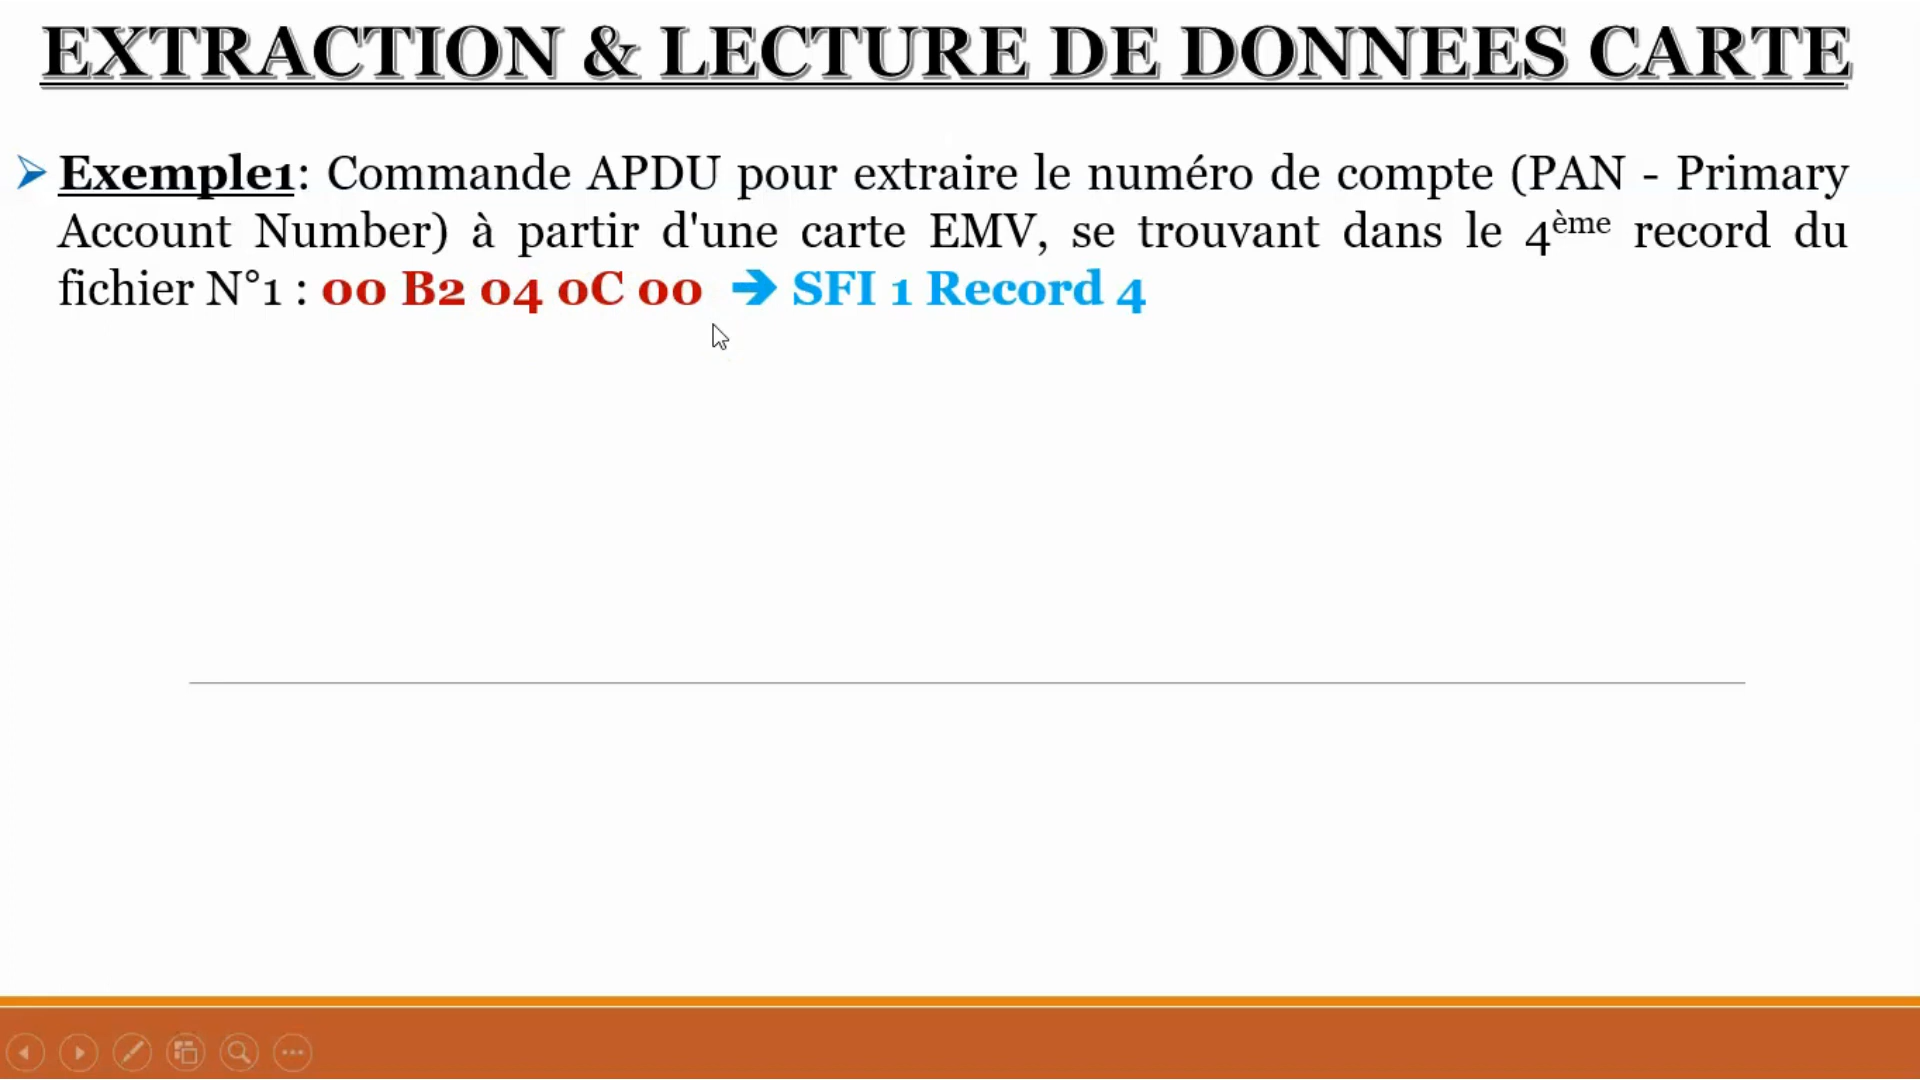 EXTRACTION & LECTURE DE DONNEES CARTE
Exemple1: Commande APDU pour extraire le numéro de compte (PAN - Primary
Account Number) à partir d'une carte EMV, se trouvant dans le 4ème record du
fichier N°1 : 00 B2 04 0C 00 ➔ SFI 1 Record 4